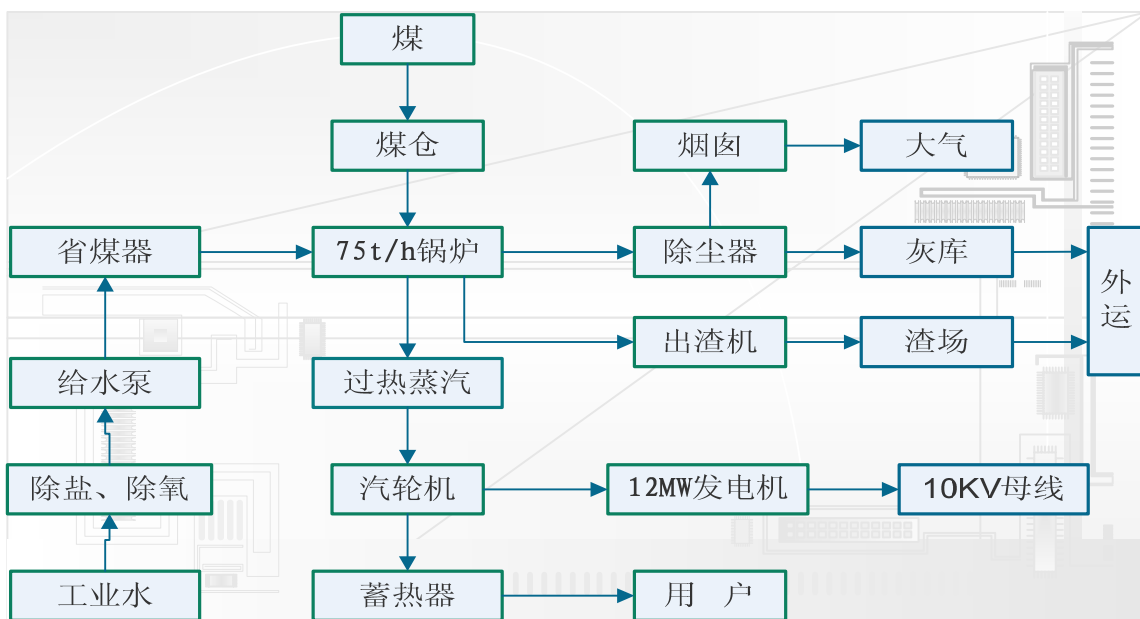 煤
煤仓
烟囱
大气
省煤器
75t/h锅炉
除尘器
灰库
外运
出渣机
渣场
给水泵
过热蒸汽
除盐、除氧
汽轮机
12MW发电机
10KV母线
工业水
蓄热器
用 户